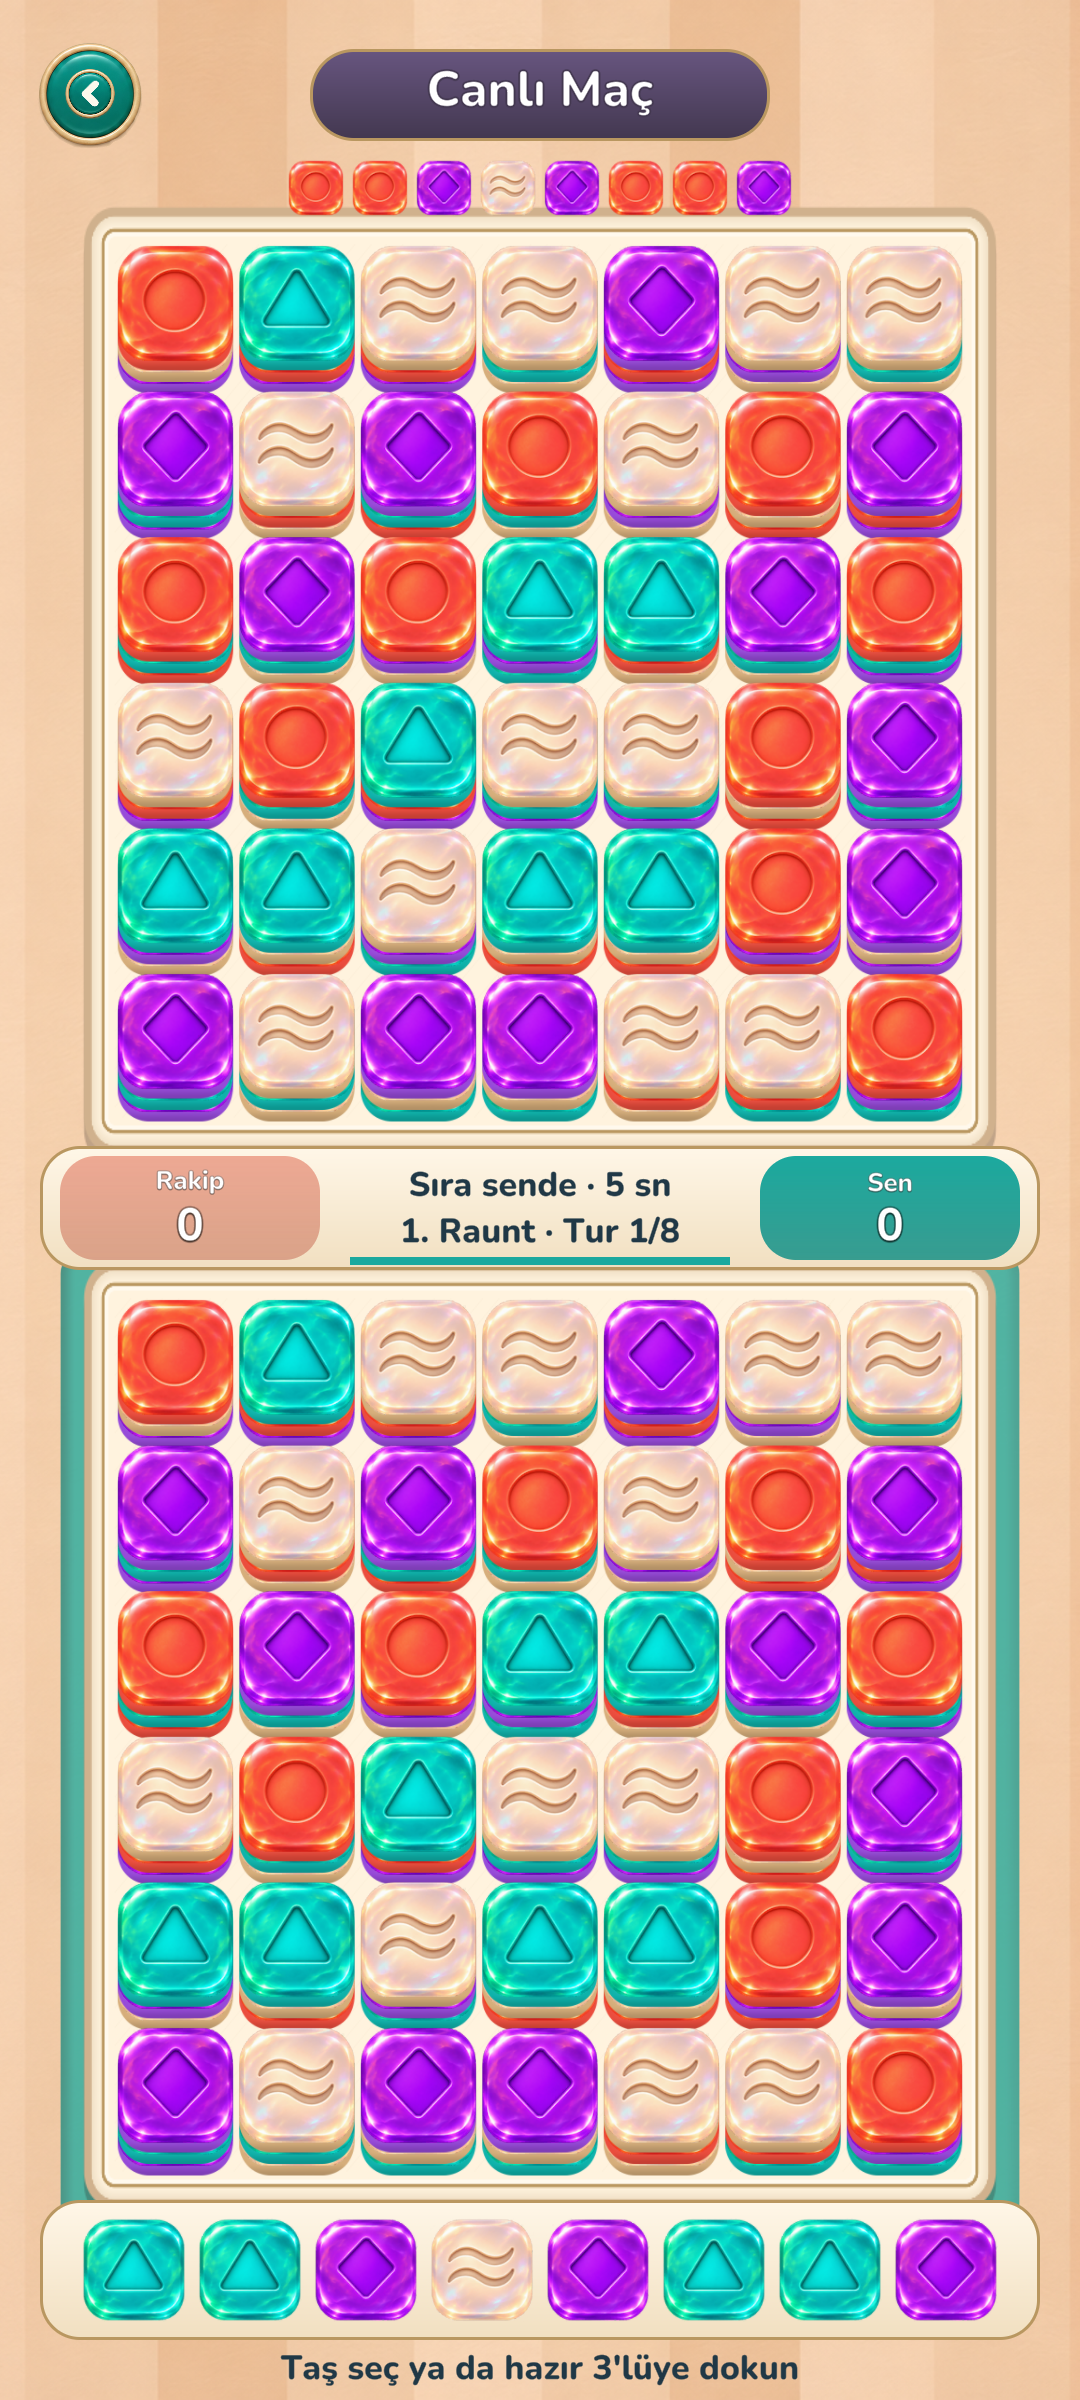 Canlı Maç
Rakip
0
Sıra sende · 5 sn
1. Raunt · Tur 1/8
Sen
0
Taş seç ya da hazır 3'lüye dokun